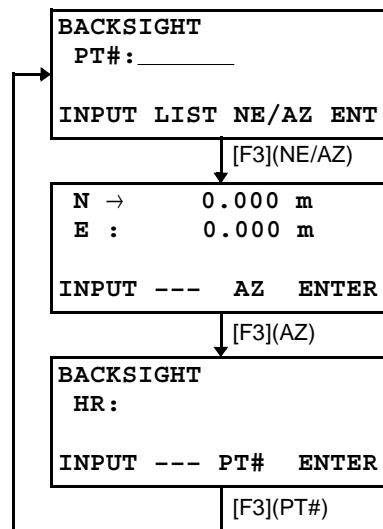 BACKSIGHT
PT#:_______
INPUT LIST NE/AZ ENT
[F3](NE/AZ)
N → 0.000 m
E : 0.000 m
INPUT --- AZ ENTER
[F3](AZ)
BACKSIGHT
HR:
INPUT --- PT# ENTER
[F3](PT#)